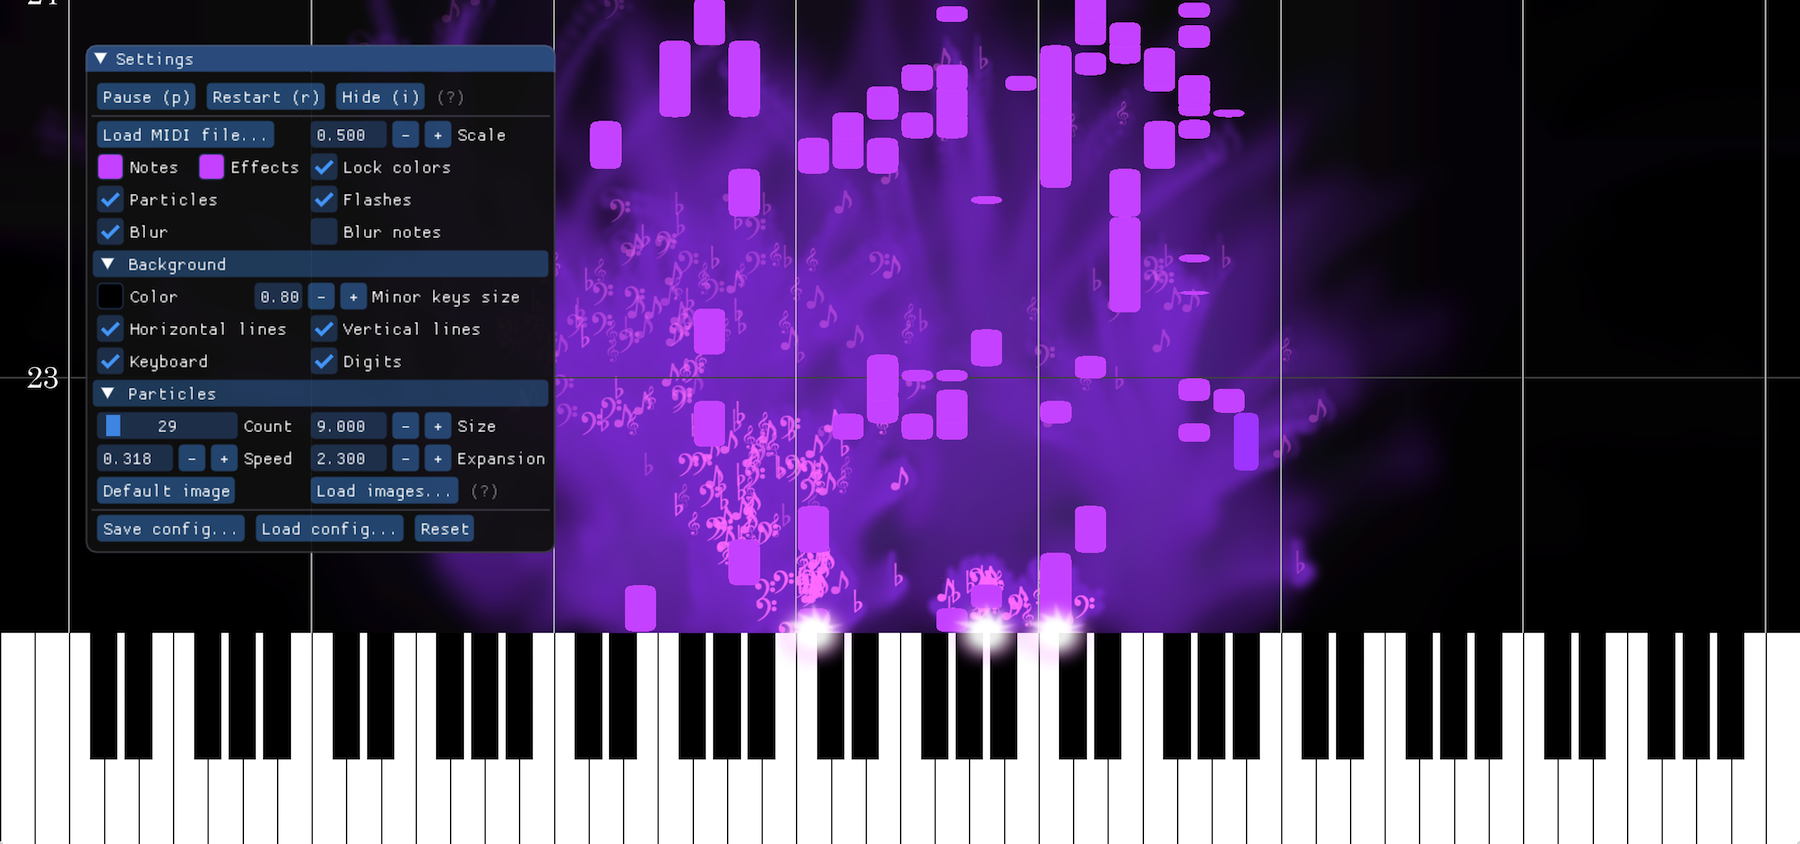 24
Settings
Pause (p) Restart (r) Hide (i) (?)
Load MIDI file... 0.500 - + Scale
Notes Effects Lock colors
Particles Flashes
Blur Blur notes
Background
Color 0.80 - + Minor keys size
Horizontal lines Vertical lines
23
Keyboard Digits
Particles
29 Count 9.000 - + Size
0.318 - + Speed 2.300 - + Expansion
Default image Load images... (?)
Save config... Load config... Reset